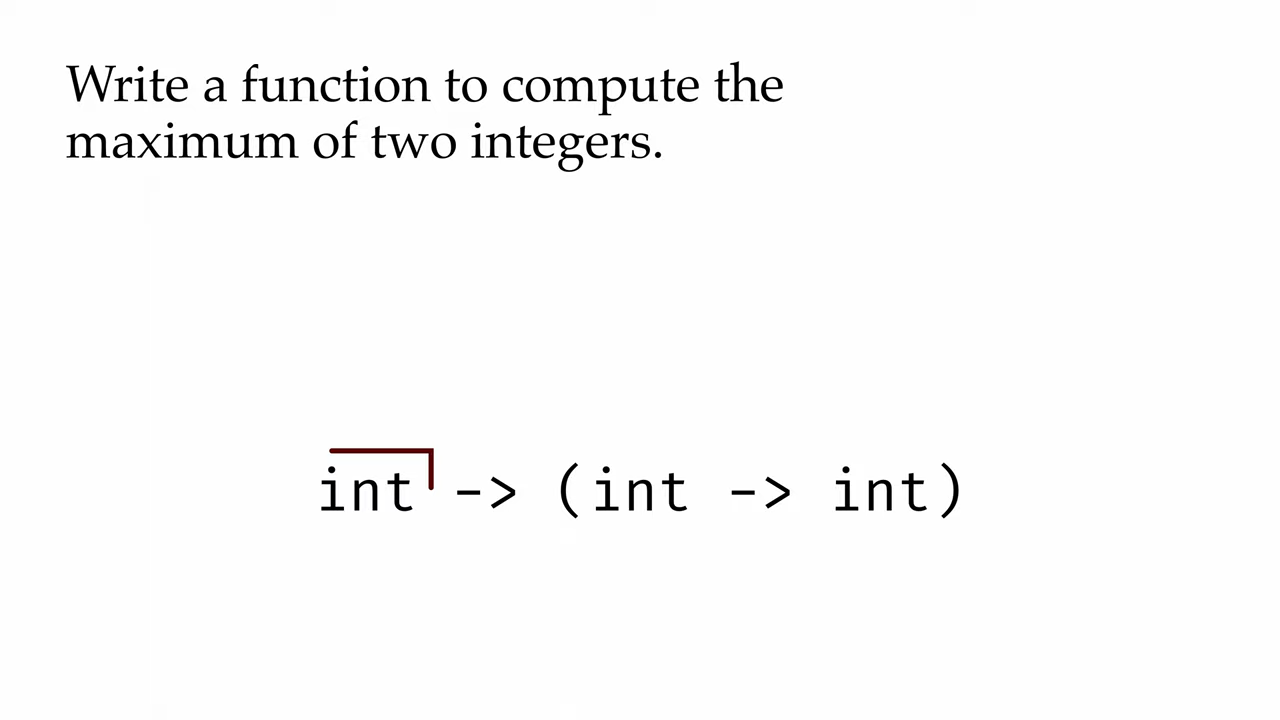 Write a function to compute the
maximum of two integers.
int -> (int -> int)